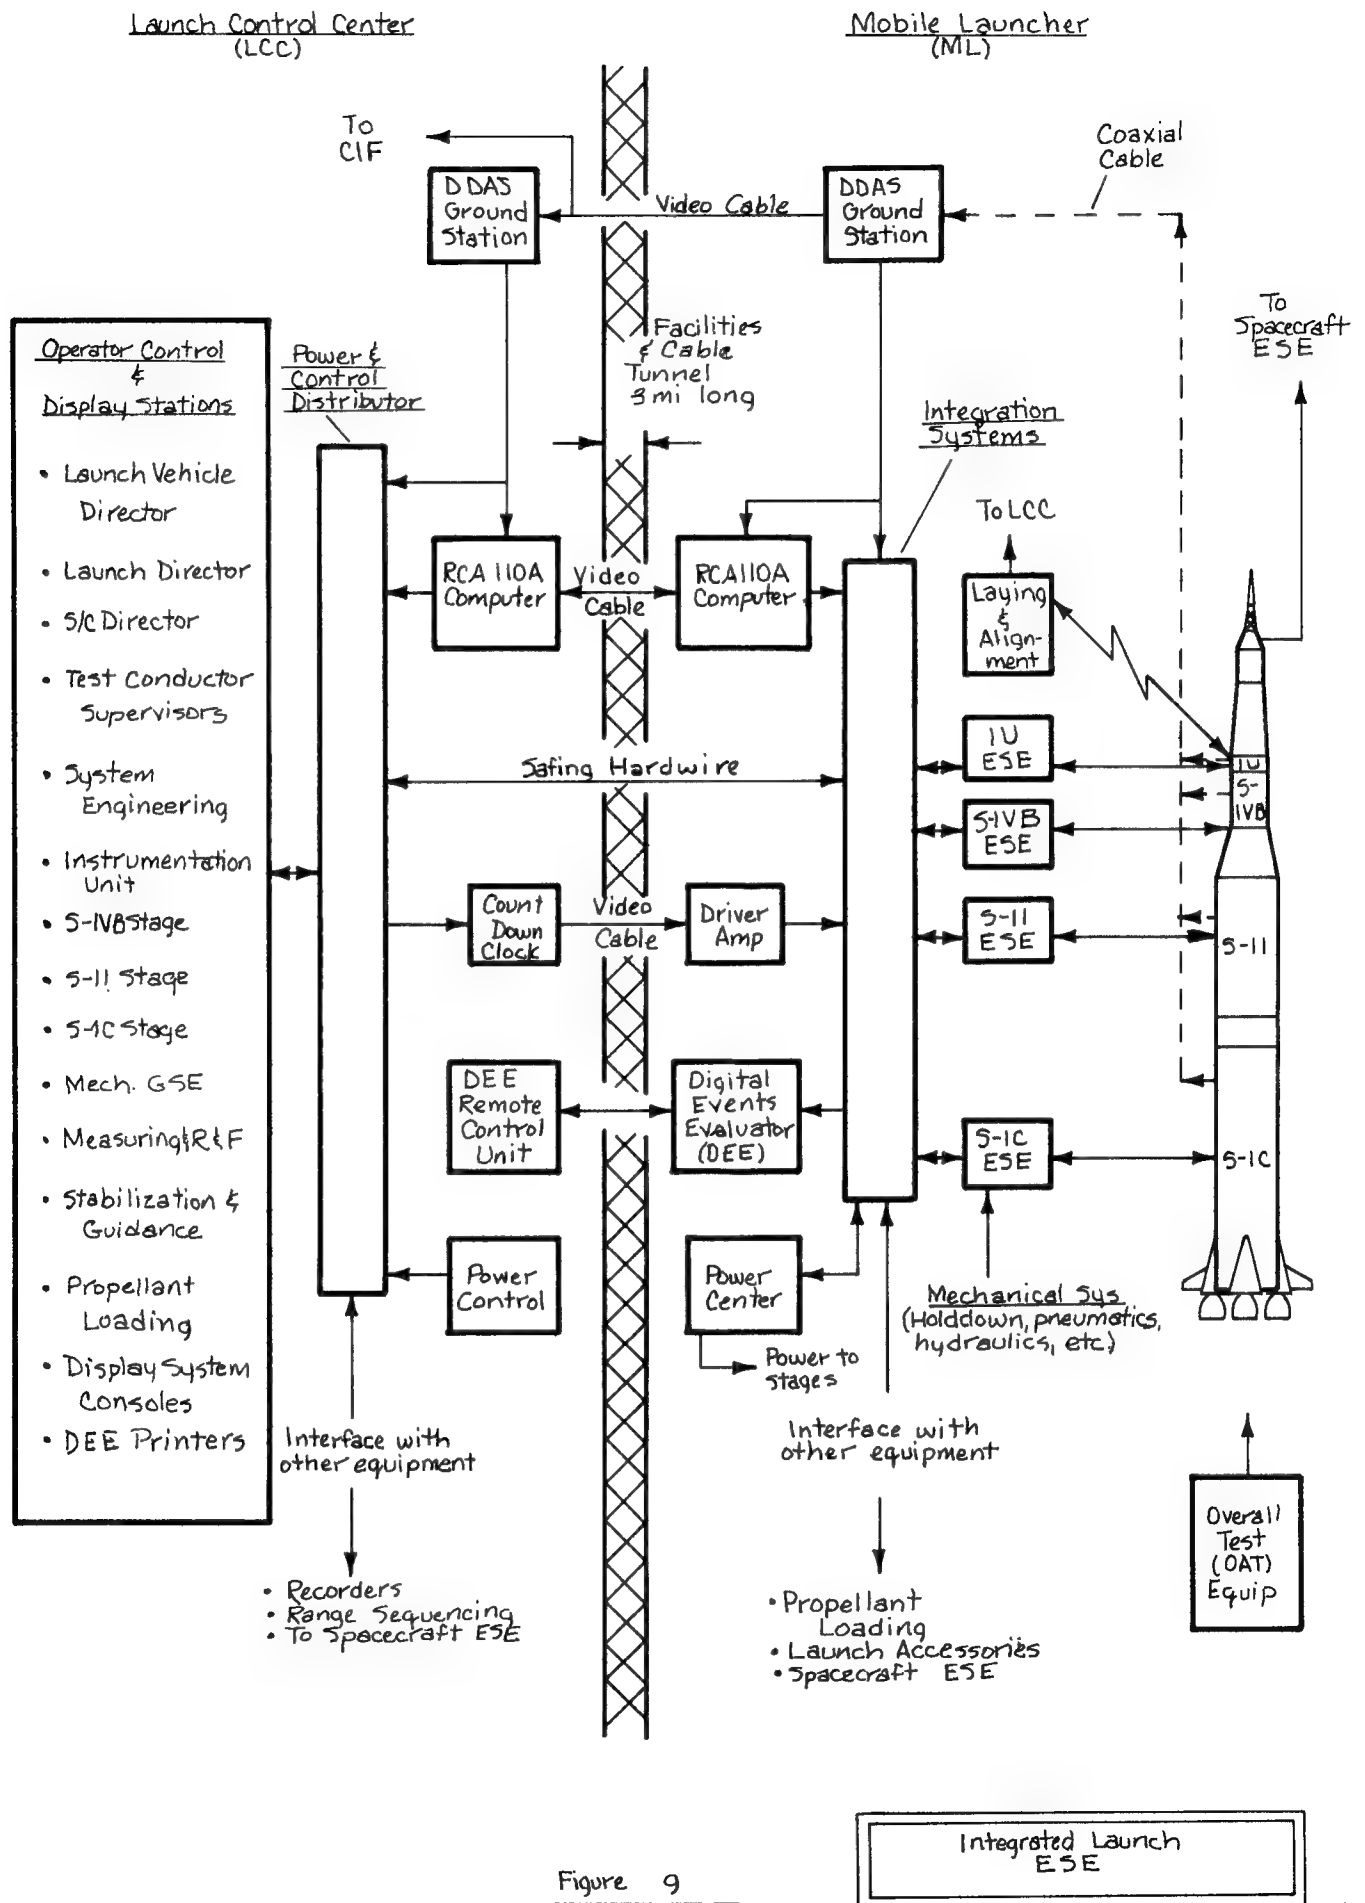 Launch Control Center
(LCC)
Mobile Launcher
(ML)
To
CIF
DDAS
Ground
Station
Video Cable
DDAS
Ground
Station
Coaxial
Cable
To
Spacecraft
ESE
Facilities
& Cable
Tunnel
3 mi long
Operator Control
&
Display Stations
• Launch Vehicle
Director
• Launch Director
• S/C Director
• Test Conductor
Supervisors
• System
Engineering
• Instrumentation
Unit
• S-IVB Stage
• S-II Stage
• S-IC Stage
• Mech. GSE
• Measuring & R & F
• Stabilization &
Guidance
• Propellant
Loading
• Display System
Consoles
• DEE Printers
Power &
Control
Distributor
Integration
Systems
To LCC
RCA 110A
Computer
Video
Cable
RCA 110A
Computer
Laying
&
Align-
ment
Safing Hardwire
IU
ESE
S-IVB
ESE
S-II
ESE
S-IC
ESE
IU
S-
IVB
S-II
S-IC
Count
Down
Clock
Video
Cable
Driver
Amp
DEE
Remote
Control
Unit
Digital
Events
Evaluator
(DEE)
Power
Control
Power
Center
Power to
stages
Mechanical Sys
(Holddown, pneumatics,
hydraulics, etc.)
Interface with
other equipment
• Recorders
• Range Sequencing
• To Spacecraft ESE
Interface with
other equipment
• Propellant
Loading
• Launch Accessories
• Spacecraft ESE
Overall
Test
(OAT)
Equip
Integrated Launch
ESE
Figure 9